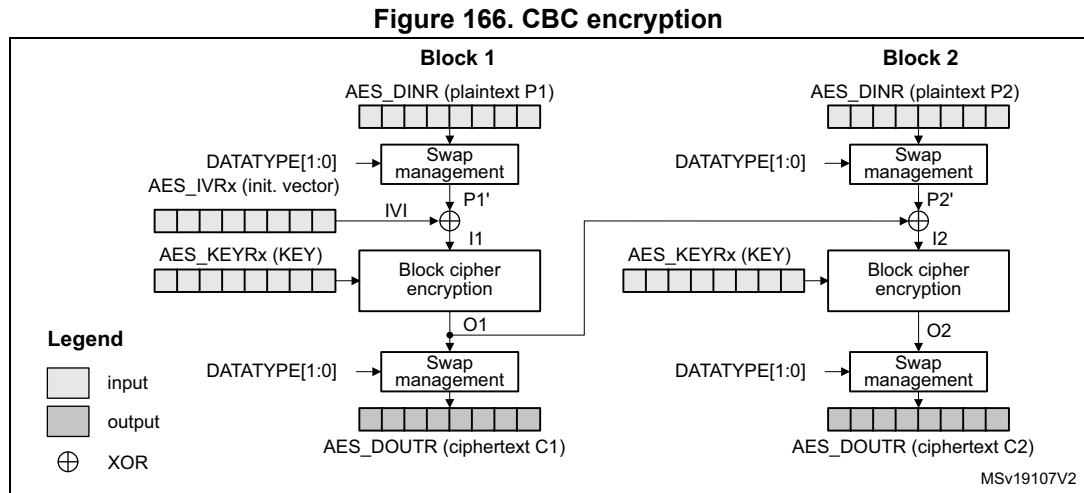 Figure 166. CBC encryption
Block 1
Block 2
AES_DINR (plaintext P1)
AES_DINR (plaintext P2)
DATATYPE[1:0]
Swap
management
DATATYPE[1:0]
Swap
management
AES_IVRx (init. vector)
IVI
P1'
P2'
I1
I2
AES_KEYRx (KEY)
Block cipher
encryption
AES_KEYRx (KEY)
Block cipher
encryption
O1
O2
Legend
input
output
XOR
DATATYPE[1:0]
Swap
management
DATATYPE[1:0]
Swap
management
AES_DOUTR (ciphertext C1)
AES_DOUTR (ciphertext C2)
MSv19107V2